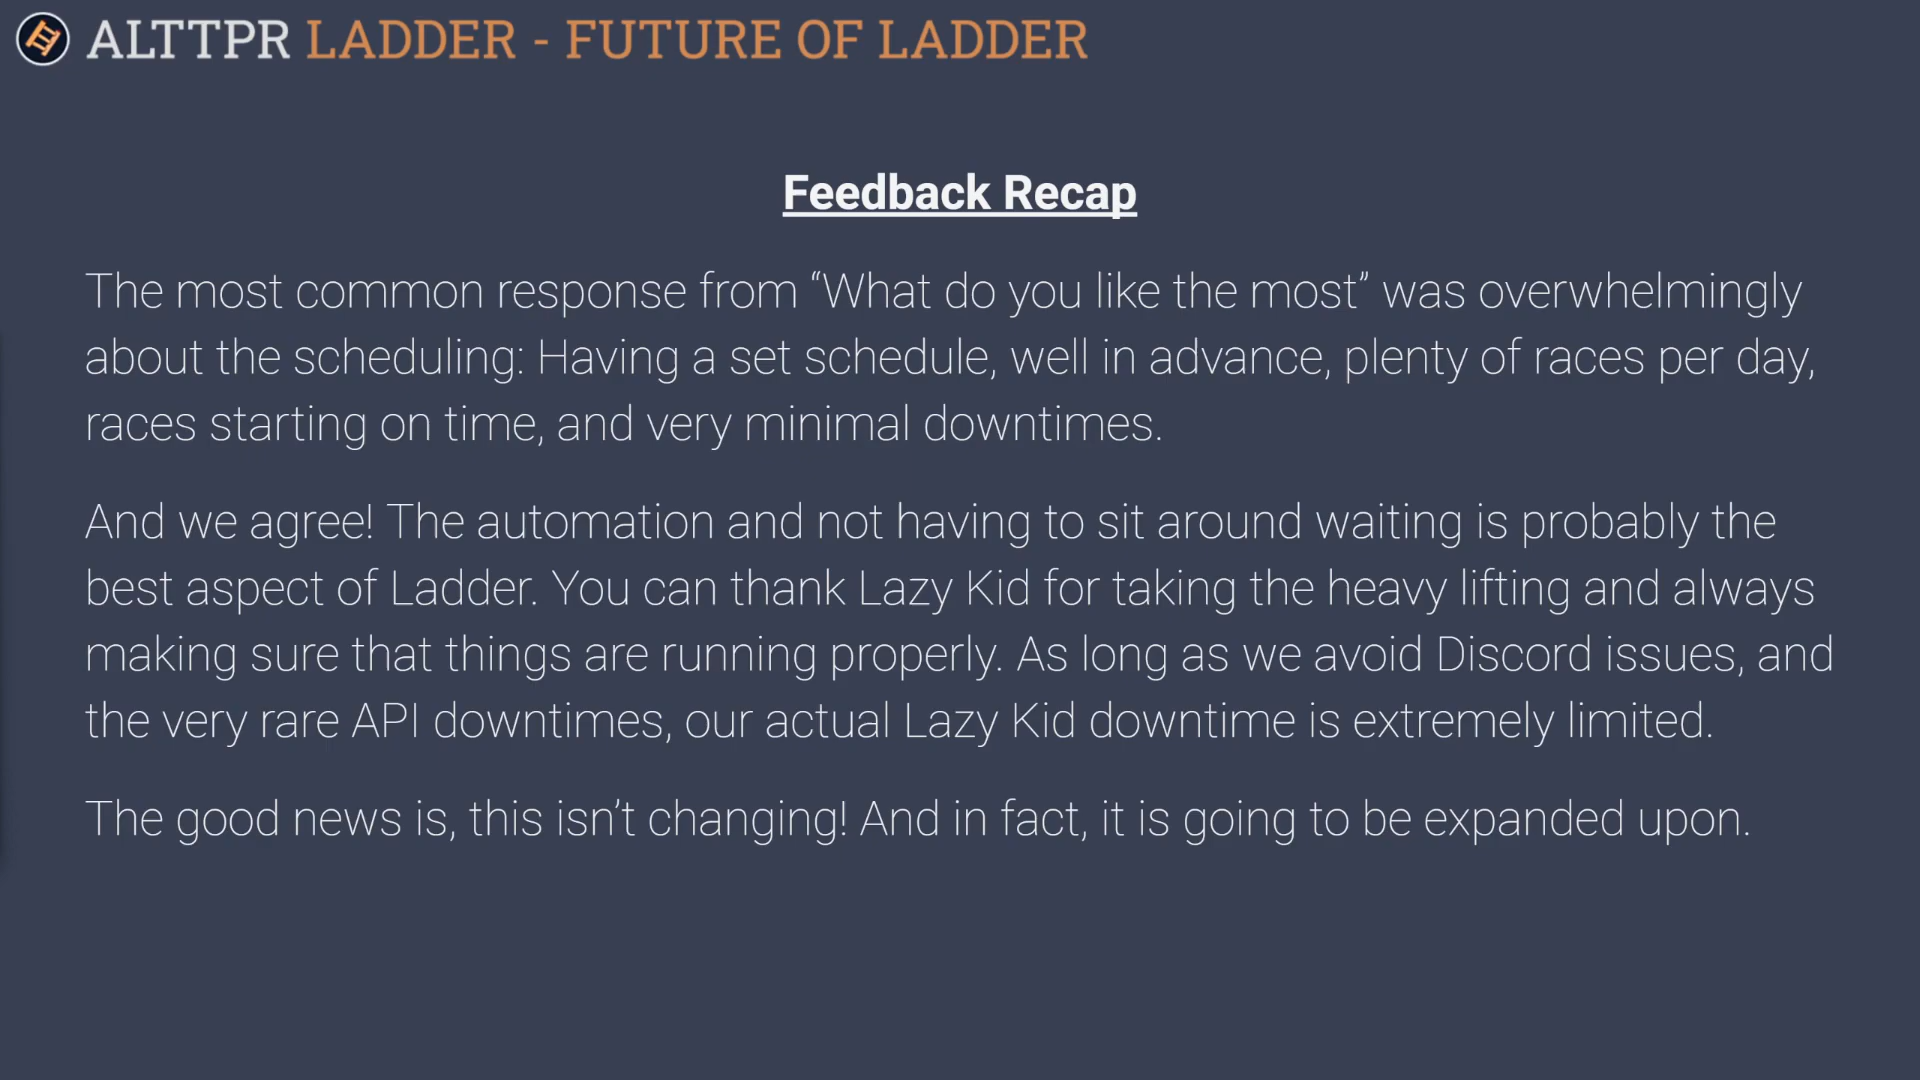 ALTTPR LADDER - FUTURE OF LADDER
Feedback Recap
The most common response from “What do you like the most” was overwhelmingly
about the scheduling: Having a set schedule, well in advance, plenty of races per day,
races starting on time, and very minimal downtimes.
And we agree! The automation and not having to sit around waiting is probably the
best aspect of Ladder. You can thank Lazy Kid for taking the heavy lifting and always
making sure that things are running properly. As long as we avoid Discord issues, and
the very rare API downtimes, our actual Lazy Kid downtime is extremely limited.
The good news is, this isn’t changing! And in fact, it is going to be expanded upon.